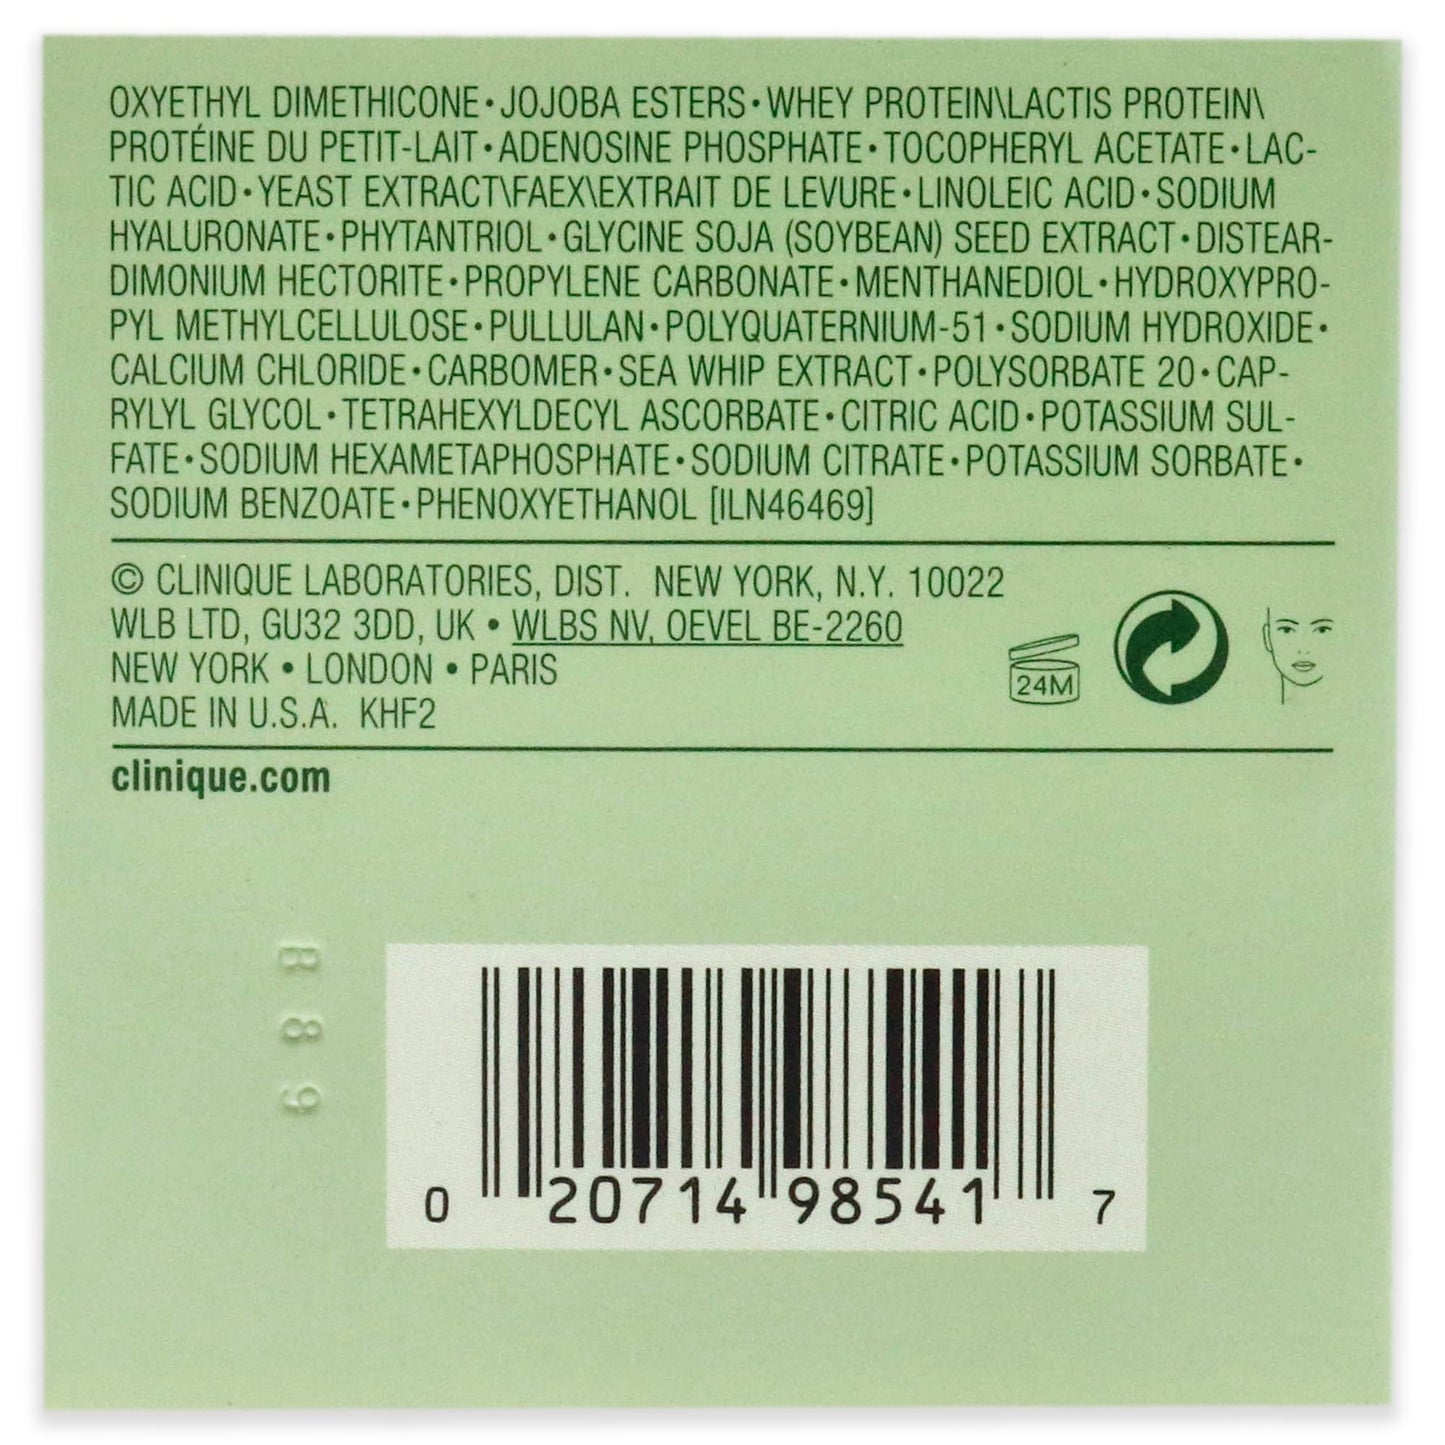 OXYETHYL DIMETHICONE•JOJOBA ESTERS•WHEY PROTEIN\LACTIS PROTEIN\
PROTÉINE DU PETIT-LAIT•ADENOSINE PHOSPHATE•TOCOPHERYL ACETATE•LAC-
TIC ACID•YEAST EXTRACT\FAEX\EXTRAIT DE LEVURE•LINOLEIC ACID•SODIUM
HYALURONATE•PHYTANTRIOL•GLYCINE SOJA (SOYBEAN) SEED EXTRACT•DISTEAR-
DIMONIUM HECTORITE•PROPYLENE CARBONATE•MENTHANEDIOL•HYDROXYPRO-
PYL METHYLCELLULOSE•PULLULAN•POLYQUATERNIUM-51•SODIUM HYDROXIDE•
CALCIUM CHLORIDE•CARBOMER•SEA WHIP EXTRACT•POLYSORBATE 20•CAP-
RYLYL GLYCOL•TETRAHEXYLDECYL ASCORBATE•CITRIC ACID•POTASSIUM SUL-
FATE•SODIUM HEXAMETAPHOSPHATE•SODIUM CITRATE•POTASSIUM SORBATE•
SODIUM BENZOATE•PHENOXYETHANOL [ILN46469]
© CLINIQUE LABORATORIES, DIST. NEW YORK, N.Y. 10022
WLB LTD, GU32 3DD, UK • WLBS NV, OEVEL BE-2260
NEW YORK • LONDON • PARIS
MADE IN U.S.A. KHF2
24M
clinique.com
B89
0 20714 98541 7